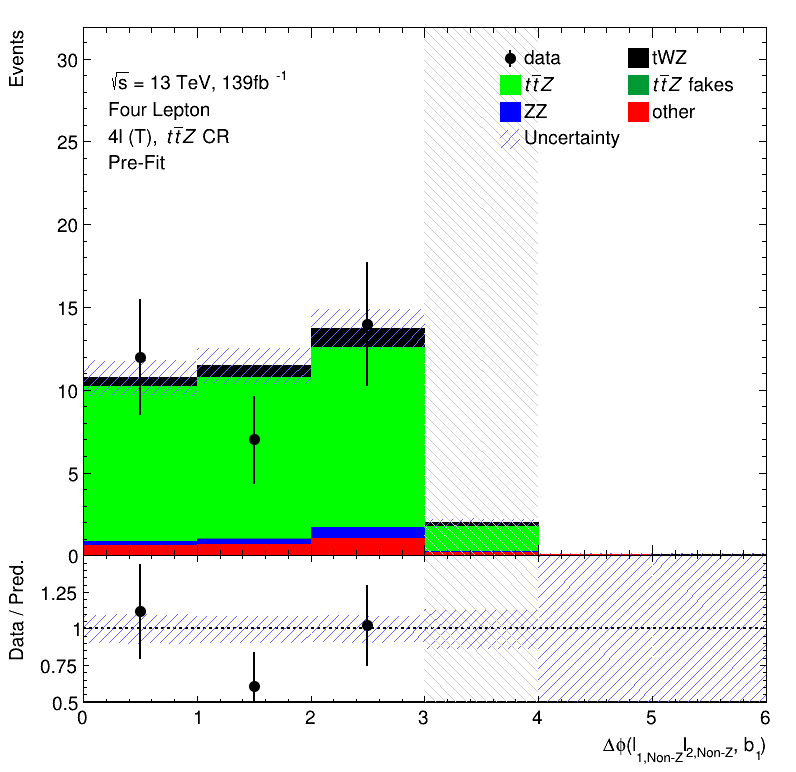 Events
30
25
20
15
10
5
0
√s = 13 TeV, 139fb⁻¹
Four Lepton
4l (T), tt̄Z CR
Pre-Fit
data
tWZ
tt̄Z
tt̄Z fakes
ZZ
other
Uncertainty
Data / Pred.
1.25
1
0.75
0.5
0 1 2 3 4 5 6
Δϕ(l1,Non-Z l2,Non-Z, b1)